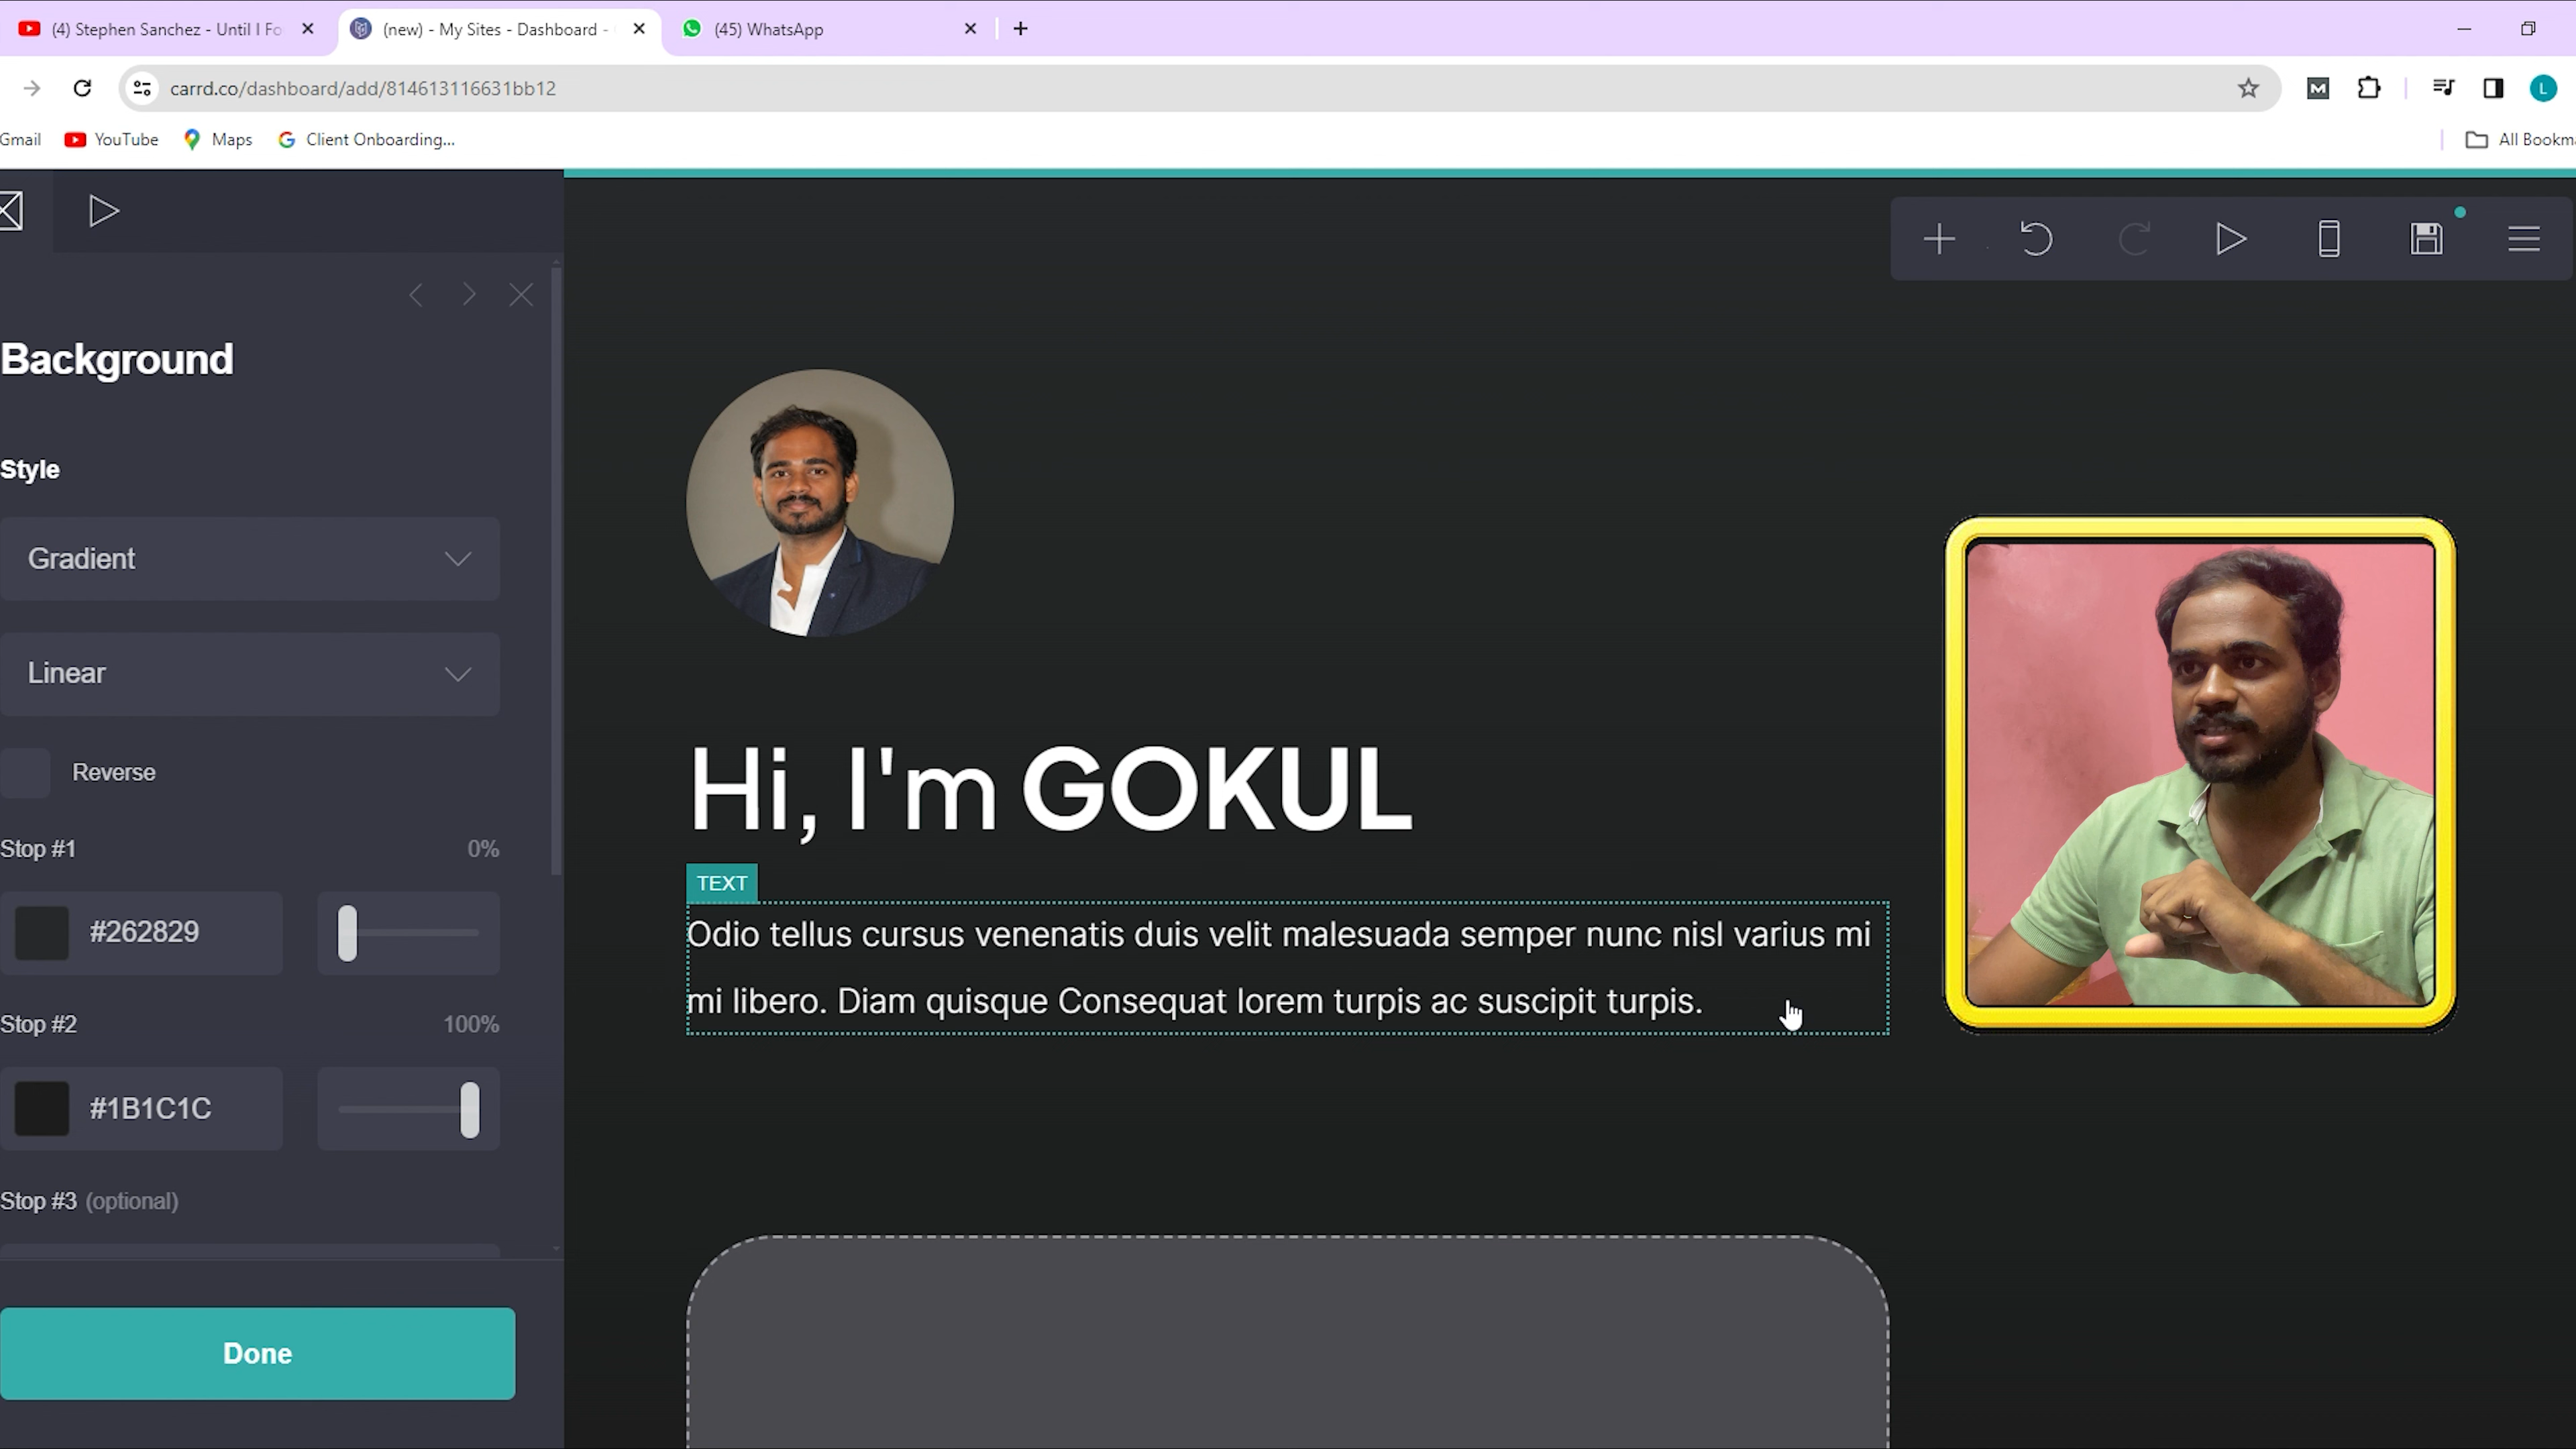 (4) Stephen Sanchez - Until I Fo
(new) - My Sites - Dashboard -
(45) WhatsApp
carrd.co/dashboard/add/814613116631bb12
M
L
Gmail
YouTube
Maps
Client Onboarding...
All Bookm
Background
Style
Gradient
Linear
Reverse
Stop #1 0%
#262829
Stop #2 100%
#1B1C1C
Stop #3 (optional)
Done
Hi, I'm GOKUL
TEXT
Odio tellus cursus venenatis duis velit malesuada semper nunc nisl varius mi
mi libero. Diam quisque Consequat lorem turpis ac suscipit turpis.